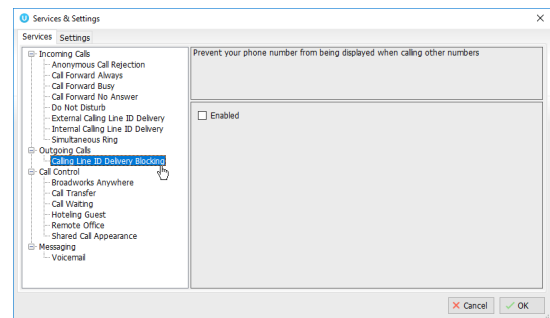 Services & Settings
Services Settings
Incoming Calls
Anonymous Call Rejection
Call Forward Always
Call Forward Busy
Call Forward No Answer
Do Not Disturb
External Calling Line ID Delivery
Internal Calling Line ID Delivery
Simultaneous Ring
Outgoing Calls
Calling Line ID Delivery Blocking
Call Control
Broadworks Anywhere
Call Transfer
Call Waiting
Hoteling Guest
Remote Office
Shared Call Appearance
Messaging
Voicemail
Prevent your phone number from being displayed when calling other numbers
Enabled
Cancel OK